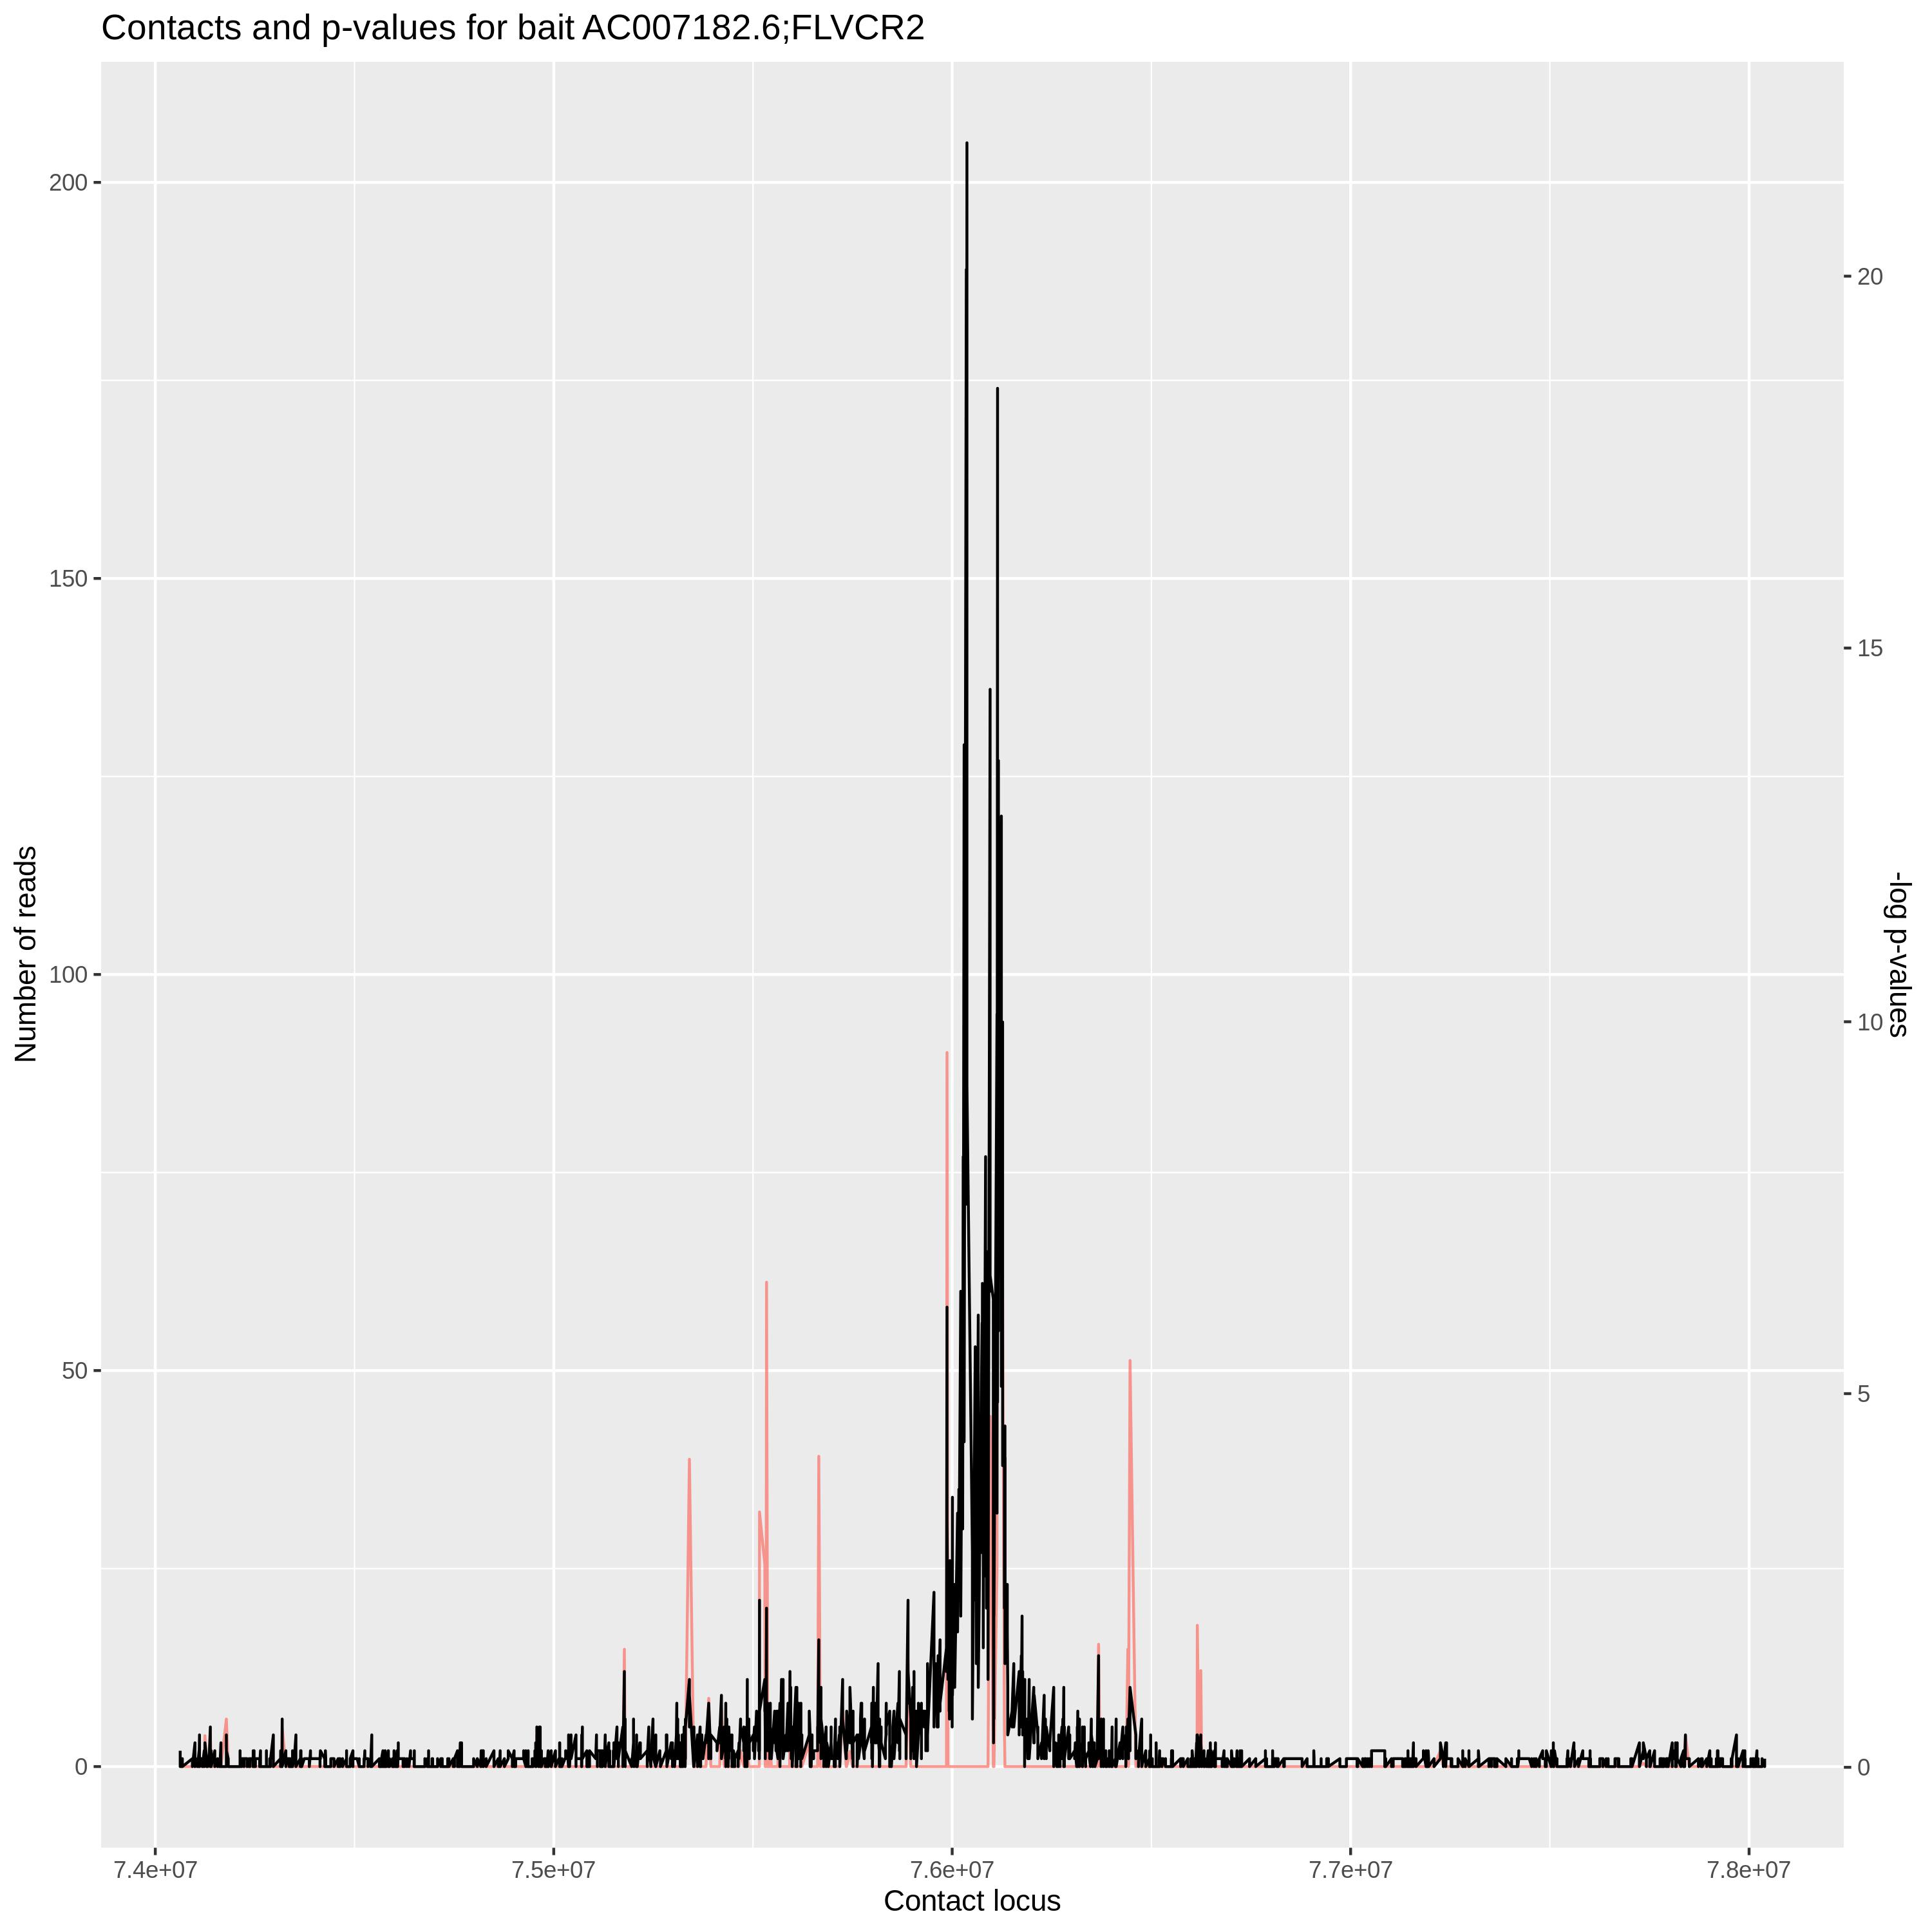 Contacts and p-values for bait AC007182.6;FLVCR2
200
150
100
50
0
Number of reads
20
15
10
5
0
-log p-values
7.4e+07
7.5e+07
7.6e+07
7.7e+07
7.8e+07
Contact locus